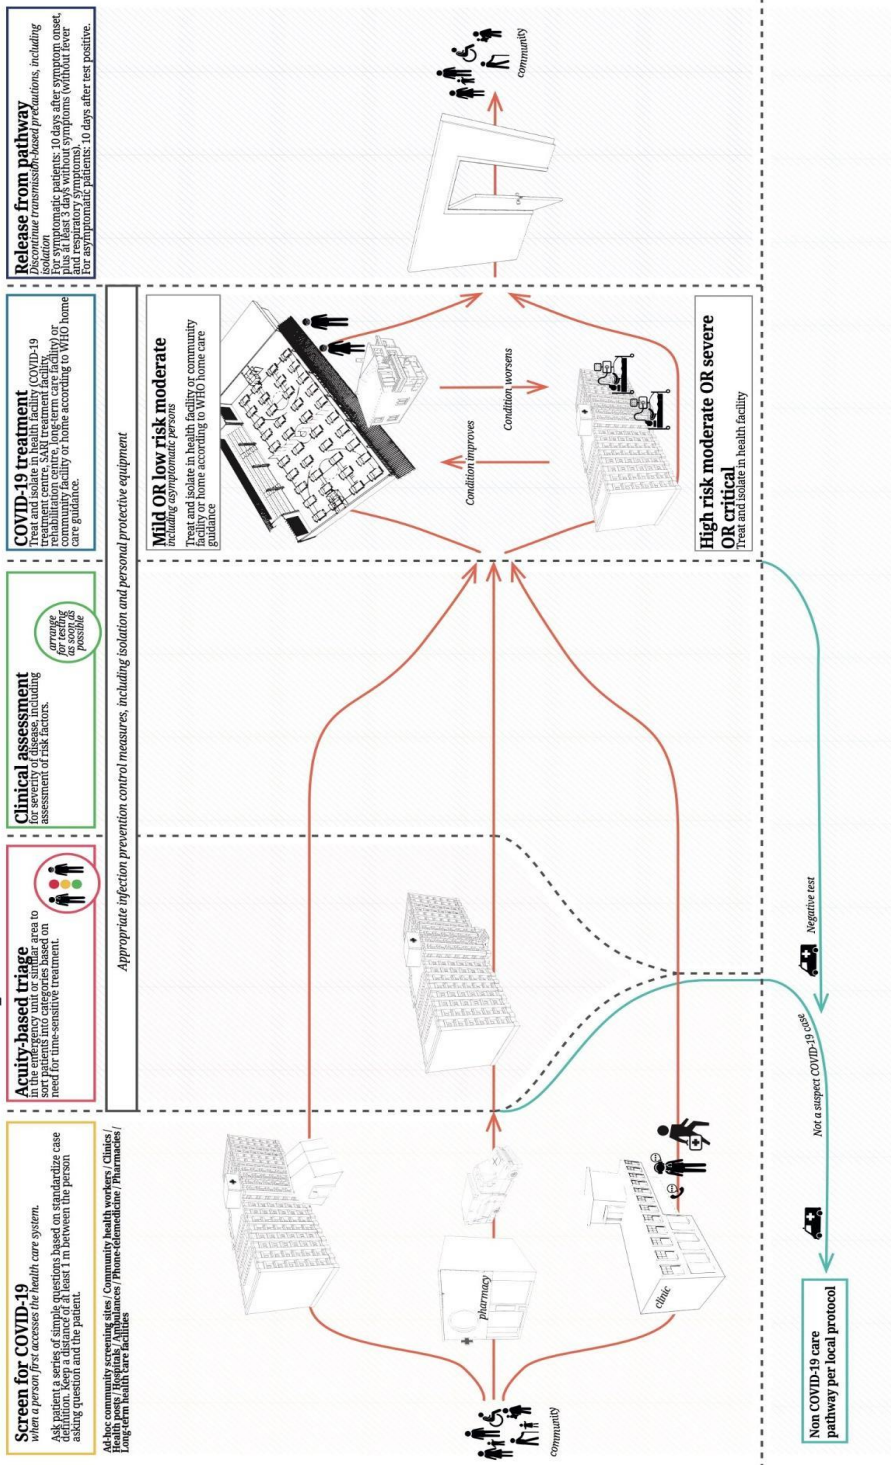 Screen for COVID-19
when a person first accesses the health care system.
Ask patient a series of simple questions based on standardize case
definition. Keep a distance of at least 1 m between the person
asking question and the patient.
Ad-hoc community screening sites / Community health workers / Clinics /
Health posts / Hospitals / Ambulances / Phone-telemedicine / Pharmacies /
Long-term health care facilities
Acuity-based triage
in the emergency unit or similar area to
sort patients into categories based on
need for time-sensitive treatment.
Clinical assessment
for severity of disease, including
assessment of risk factors.
arrange
for testing
as soon as
possible
COVID-19 treatment
Treat and isolate in health facility (COVID-19
treatment centre, SARI treatment facility,
rehabilitation centre, long-term care facility) or
community facility or home according to WHO home
care guidance.
Release from pathway
Discontinue transmission-based precautions, including
isolation
For symptomatic patients: 10 days after symptom onset,
plus at least 3 days without symptoms (without fever
and respiratory symptoms).
For asymptomatic patients: 10 days after test positive.
Appropriate infection prevention control measures, including isolation and personal protective equipment
Mild OR low risk moderate
including asymptomatic persons
Treat and isolate in health facility or community
facility or home according to WHO home care
guidance
Condition improves
Condition worsens
High risk moderate OR severe
OR critical
Treat and isolate in health facility
community
pharmacy
clinic
community
Not a suspect COVID-19 case
Negative test
Non COVID-19 care
pathway per local protocol